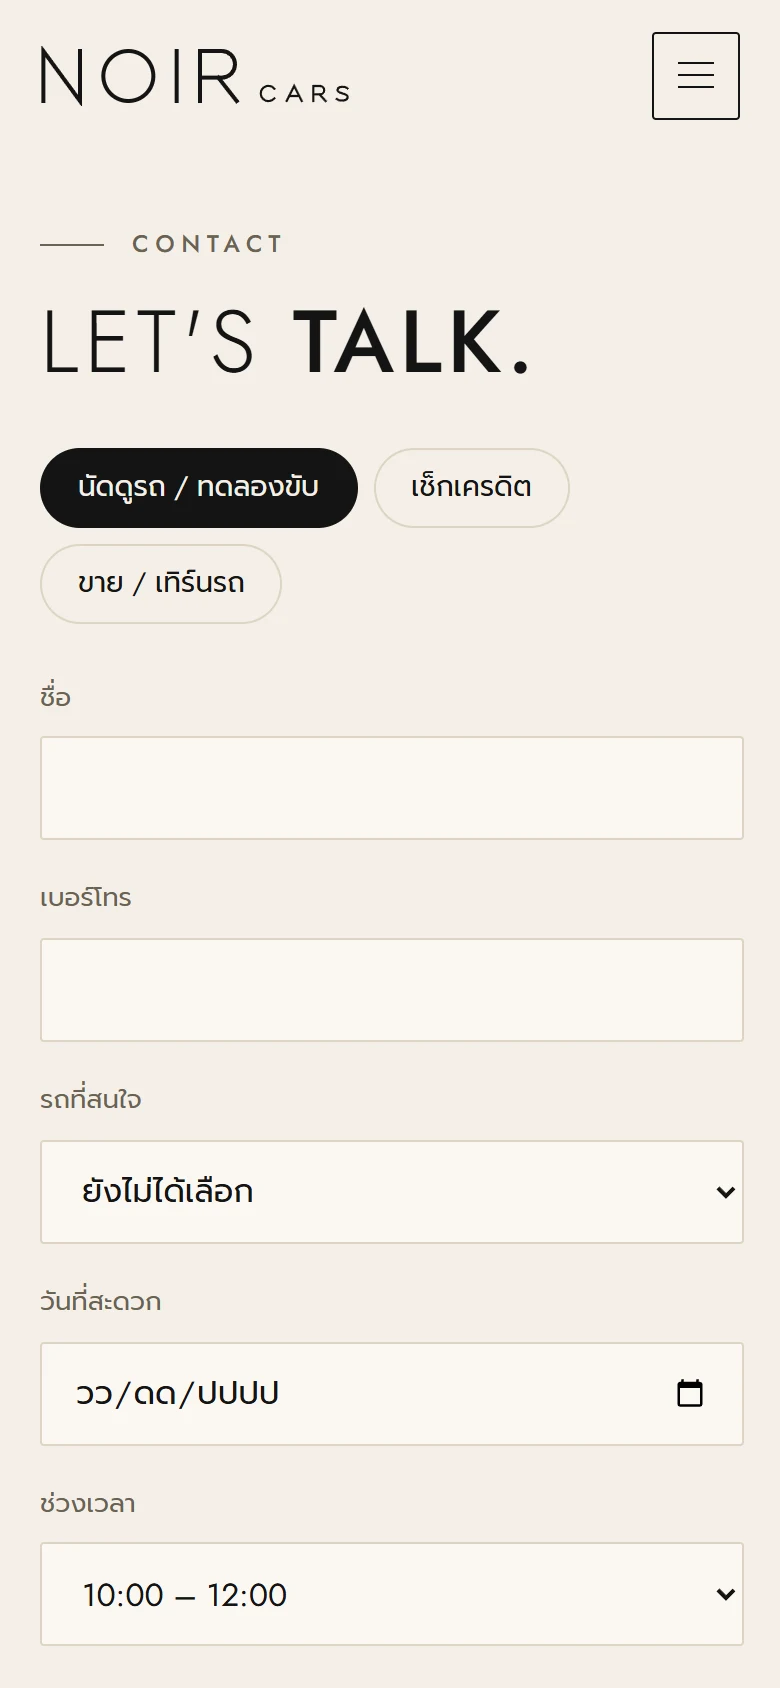 NOIR CARS
CONTACT
LET'S TALK.
นัดดูรถ / ทดลองขับ
เช็กเครดิต
ขาย / เทิร์นรถ
ชื่อ
เบอร์โทร
รถที่สนใจ
ยังไม่ได้เลือก
วันที่สะดวก
วว/ดด/ปปปป
ช่วงเวลา
10:00 – 12:00